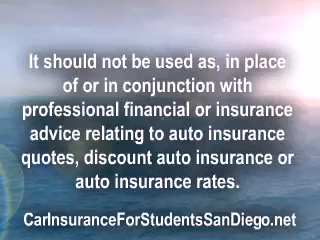 It should not be used as, in place
of or in conjunction with
professional financial or insurance
advice relating to auto insurance
quotes, discount auto insurance or
auto insurance rates.
CarInsuranceForStudentsSanDiego.net